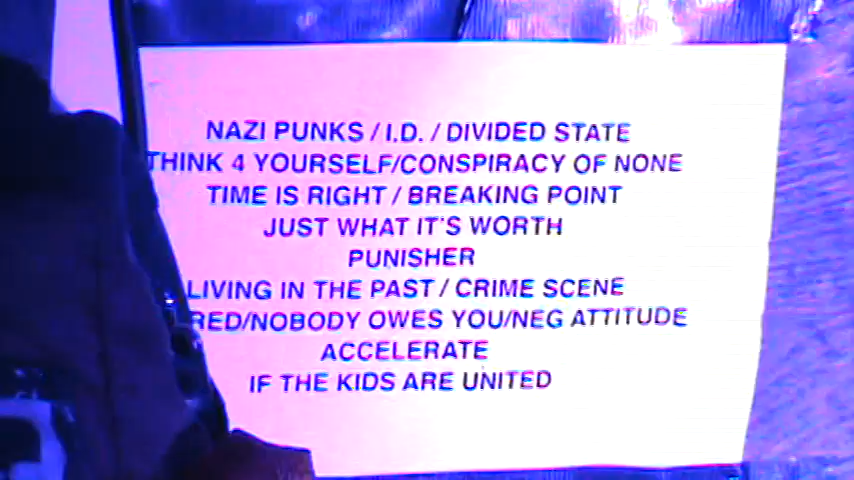 NAZI PUNKS / I.D. / DIVIDED STATE
THINK 4 YOURSELF/CONSPIRACY OF NONE
TIME IS RIGHT / BREAKING POINT
JUST WHAT IT'S WORTH
PUNISHER
LIVING IN THE PAST / CRIME SCENE
RED/NOBODY OWES YOU/NEG ATTITUDE
ACCELERATE
IF THE KIDS ARE UNITED